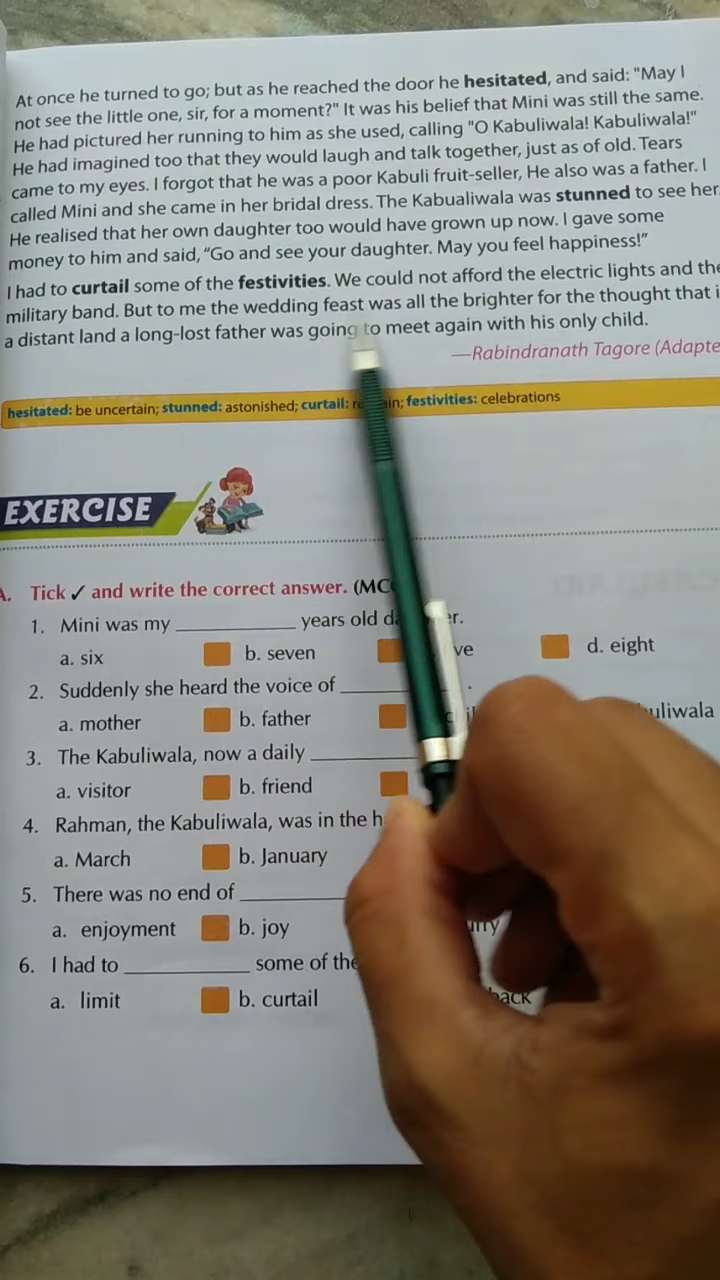 At once he turned to go; but as he reached the door he hesitated, and said: "May I
not see the little one, sir, for a moment?" It was his belief that Mini was still the same.
He had pictured her running to him as she used, calling "O Kabuliwala! Kabuliwala!"
He had imagined too that they would laugh and talk together, just as of old. Tears
came to my eyes. I forgot that he was a poor Kabuli fruit-seller, He also was a father. I
called Mini and she came in her bridal dress. The Kabualiwala was stunned to see her
He realised that her own daughter too would have grown up now. I gave some
money to him and said, “Go and see your daughter. May you feel happiness!”
I had to curtail some of the festivities. We could not afford the electric lights and the
military band. But to me the wedding feast was all the brighter for the thought that
a distant land a long-lost father was going to meet again with his only child.
—Rabindranath Tagore (Adapte
hesitated: be uncertain; stunned: astonished; curtail: festivities: celebrations
EXERCISE
A. Tick ✓ and write the correct answer. (MC
1. Mini was my ____________ years old
a. six b. seven d. eight
2. Suddenly she heard the voice of ____________.
a. mother b. father
3. The Kabuliwala, now a daily ____________
a. visitor b. friend
4. Rahman, the Kabuliwala, was in the
a. March b. January
5. There was no end of ____________
a. enjoyment b. joy
6. I had to ____________ some of the
a. limit b. curtail